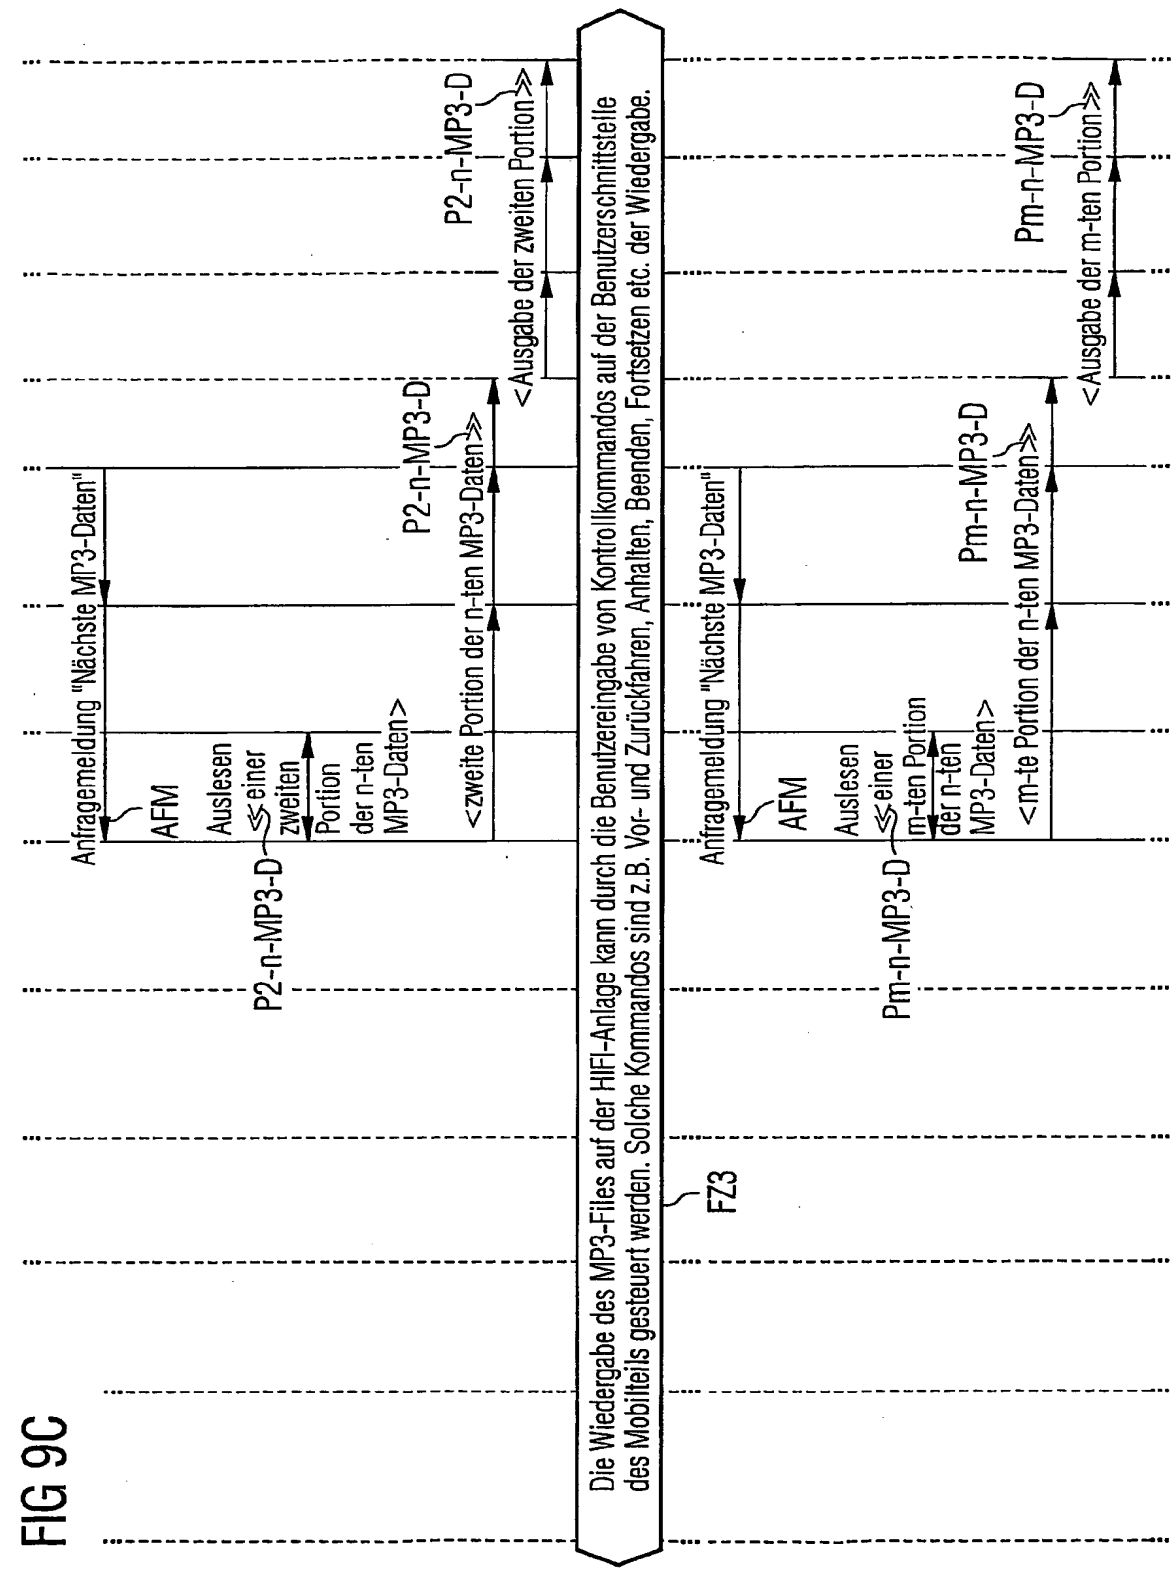 FIG 9C
Anfragemeldung "Nächste MP3-Daten"
AFM
Auslesen
<einer
zweiten
Portion
der n-ten
MP3-Daten>
P2-n-MP3-D
P2-n-MP3-D
<zweite Portion der n-ten MP3-Daten>
P2-n-MP3-D
<Ausgabe der zweiten Portion>
Die Wiedergabe des MP3-Files auf der HIFI-Anlage kann durch die Benutzereingabe von Kontrollkommandos auf der Benutzerschnittstelle
des Mobilteils gesteuert werden. Solche Kommandos sind z.B. Vor- und Zurückfahren, Anhalten, Beenden, Fortsetzen etc. der Wiedergabe.
FZ3
Anfragemeldung "Nächste MP3-Daten"
AFM
Auslesen
<einer
m-ten Portion
der n-ten
MP3-Daten>
Pm-n-MP3-D
Pm-n-MP3-D
<m-te Portion der n-ten MP3-Daten>
Pm-n-MP3-D
<Ausgabe der m-ten Portion>